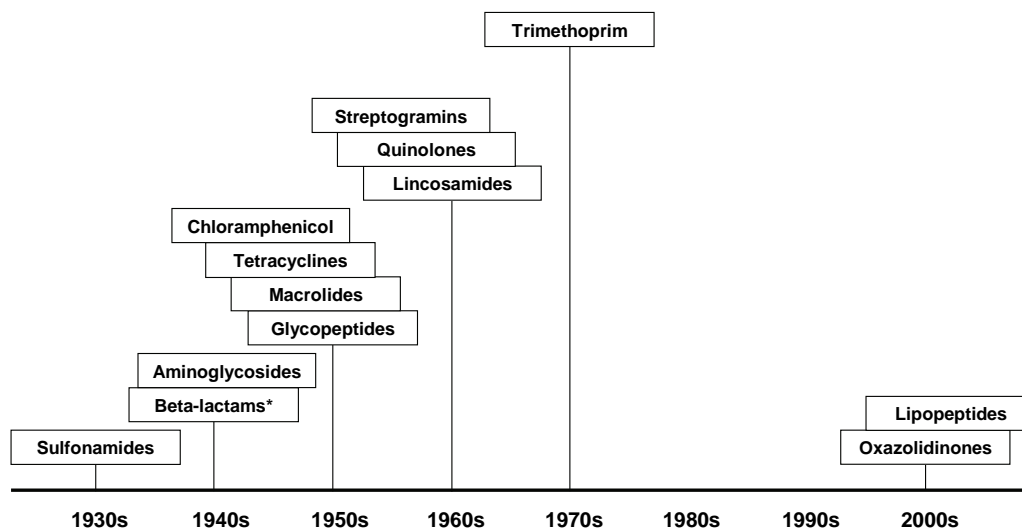 Trimethoprim
Streptogramins
Quinolones
Lincosamides
Chloramphenicol
Tetracyclines
Macrolides
Glycopeptides
Aminoglycosides
Beta-lactams*
Lipopeptides
Sulfonamides
Oxazolidinones
1930s 1940s 1950s 1960s 1970s 1980s 1990s 2000s